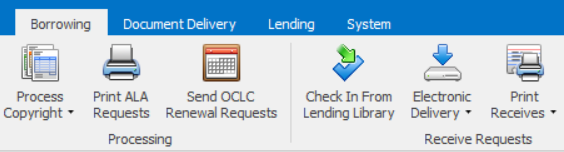 Borrowing Document Delivery Lending System
Process Copyright Print ALA Requests Send OCLC Renewal Requests Check In From Lending Library Electronic Delivery Print Receives
Processing Receive Requests